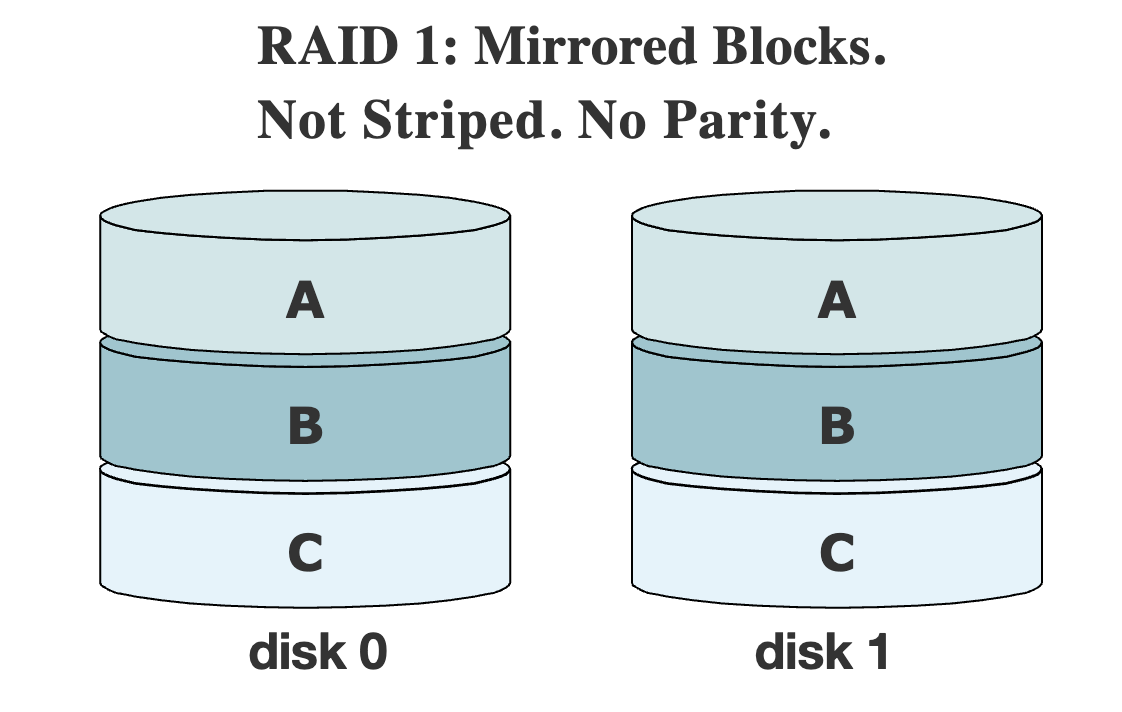 RAID 1: Mirrored Blocks.
Not Striped. No Parity.
A
A
B
B
C
C
disk 0
disk 1